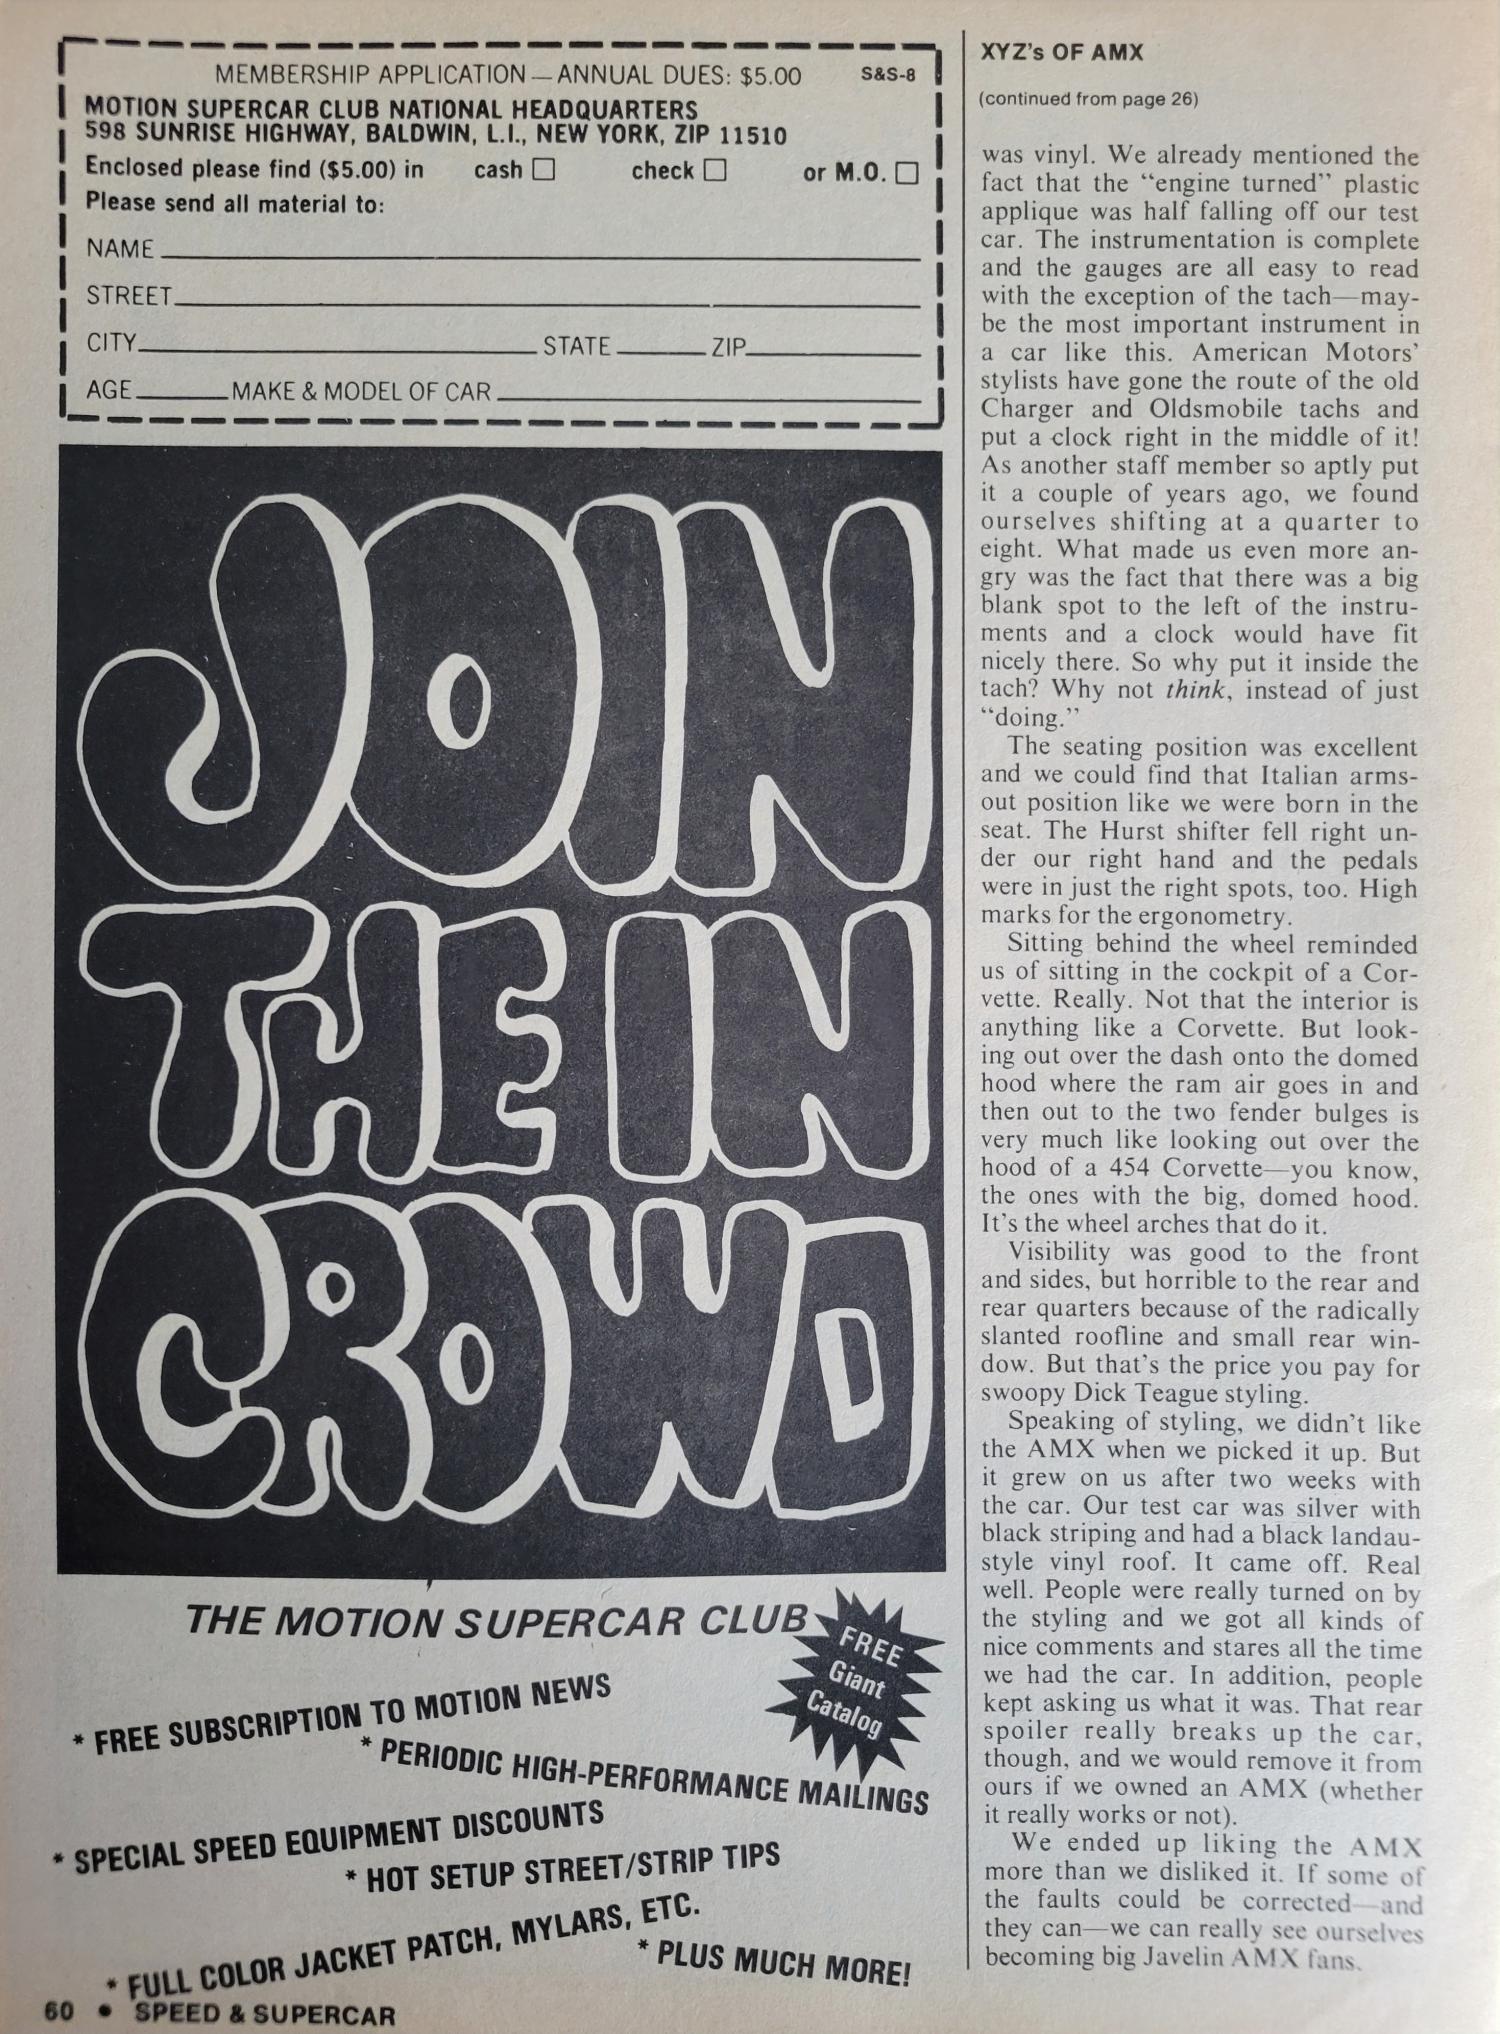 MEMBERSHIP APPLICATION — ANNUAL DUES: $5.00 S&S-8
MOTION SUPERCAR CLUB NATIONAL HEADQUARTERS
598 SUNRISE HIGHWAY, BALDWIN, L.I., NEW YORK, ZIP 11510
Enclosed please find ($5.00) in cash □ check □ or M.O. □
Please send all material to:
NAME
STREET
CITY STATE ZIP
AGE MAKE & MODEL OF CAR
JOIN
THE IN
CROWD
THE MOTION SUPERCAR CLUB
FREE
Giant
Catalog
* FREE SUBSCRIPTION TO MOTION NEWS
* PERIODIC HIGH-PERFORMANCE MAILINGS
* SPECIAL SPEED EQUIPMENT DISCOUNTS
* HOT SETUP STREET/STRIP TIPS
* FULL COLOR JACKET PATCH, MYLARS, ETC.
* PLUS MUCH MORE!
60 • SPEED & SUPERCAR
XYZ's OF AMX
(continued from page 26)
was vinyl. We already mentioned the
fact that the “engine turned” plastic
applique was half falling off our test
car. The instrumentation is complete
and the gauges are all easy to read
with the exception of the tach—may-
be the most important instrument in
a car like this. American Motors’
stylists have gone the route of the old
Charger and Oldsmobile tachs and
put a clock right in the middle of it!
As another staff member so aptly put
it a couple of years ago, we found
ourselves shifting at a quarter to
eight. What made us even more an-
gry was the fact that there was a big
blank spot to the left of the instru-
ments and a clock would have fit
nicely there. So why put it inside the
tach? Why not think, instead of just
“doing.”
The seating position was excellent
and we could find that Italian arms-
out position like we were born in the
seat. The Hurst shifter fell right un-
der our right hand and the pedals
were in just the right spots, too. High
marks for the ergonometry.
Sitting behind the wheel reminded
us of sitting in the cockpit of a Cor-
vette. Really. Not that the interior is
anything like a Corvette. But look-
ing out over the dash onto the domed
hood where the ram air goes in and
then out to the two fender bulges is
very much like looking out over the
hood of a 454 Corvette—you know,
the ones with the big, domed hood.
It's the wheel arches that do it.
Visibility was good to the front
and sides, but horrible to the rear and
rear quarters because of the radically
slanted roofline and small rear win-
dow. But that's the price you pay for
swoopy Dick Teague styling.
Speaking of styling, we didn't like
the AMX when we picked it up. But
it grew on us after two weeks with
the car. Our test car was silver with
black striping and had a black landau-
style vinyl roof. It came off. Real
well. People were really turned on by
the styling and we got all kinds of
nice comments and stares all the time
we had the car. In addition, people
kept asking us what it was. That rear
spoiler really breaks up the car,
though, and we would remove it from
ours if we owned an AMX (whether
it really works or not).
We ended up liking the AMX
more than we disliked it. If some of
the faults could be corrected—and
they can—we can really see ourselves
becoming big Javelin AMX fans.